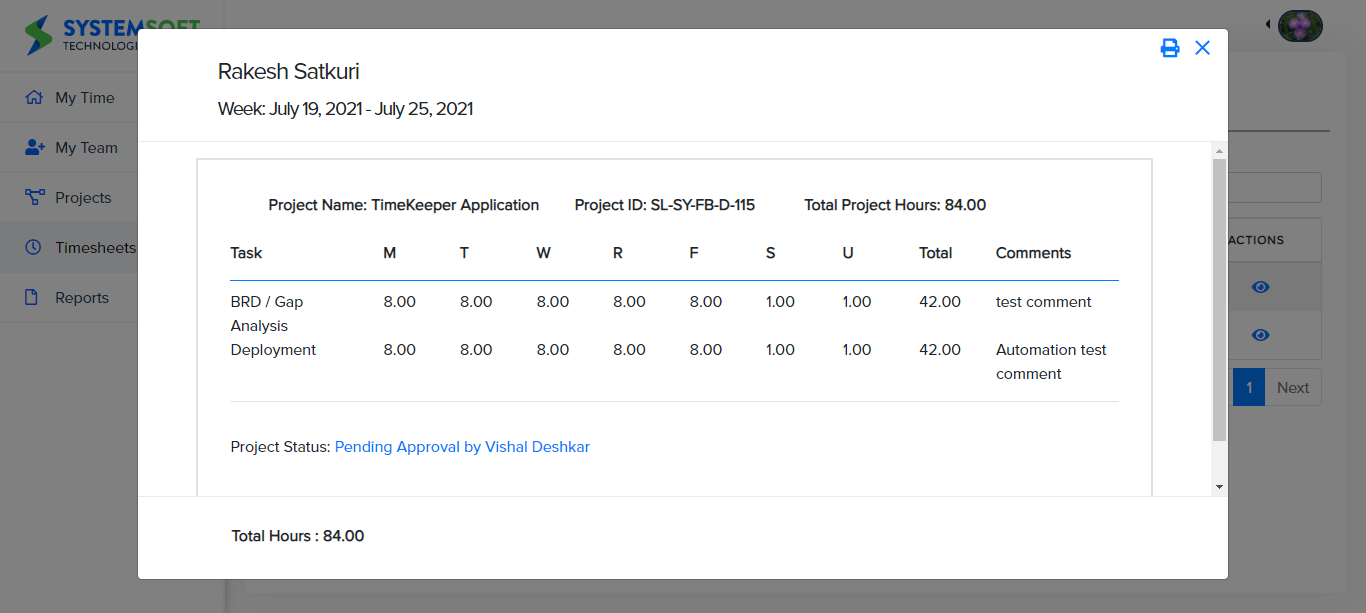 SYSTEMSOFT
TECHNOLOGI
My Time
My Team
Projects
Timesheets
Reports
Rakesh Satkuri
Week: July 19, 2021 - July 25, 2021
Project Name: TimeKeeper Application Project ID: SL-SY-FB-D-115 Total Project Hours: 84.00
Task M T W R F S U Total Comments
BRD / Gap 8.00 8.00 8.00 8.00 8.00 1.00 1.00 42.00 test comment
Analysis
Deployment 8.00 8.00 8.00 8.00 8.00 1.00 1.00 42.00 Automation test
comment
Project Status: Pending Approval by Vishal Deshkar
Total Hours : 84.00
ACTIONS
1 Next